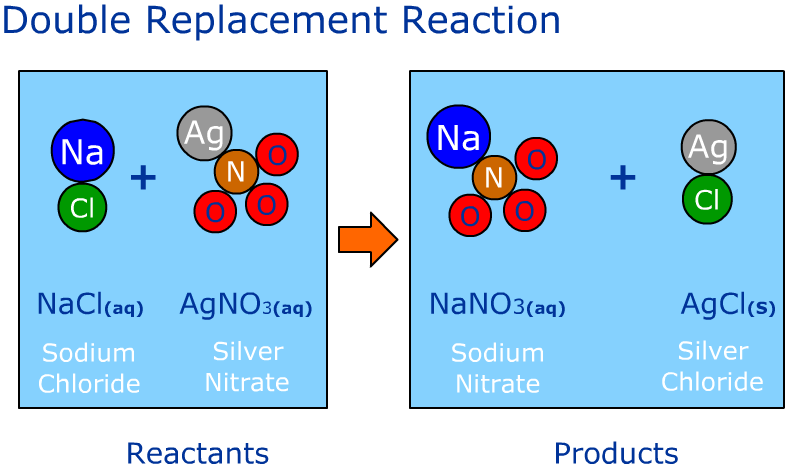 Double Replacement Reaction
Na
Cl
+
Ag
N
O
O
O
Na
N
O
O
O
+
Ag
Cl
NaCl(aq)
AgNO3(aq)
Sodium
Chloride
Silver
Nitrate
NaNO3(aq)
AgCl(s)
Sodium
Nitrate
Silver
Chloride
Reactants
Products